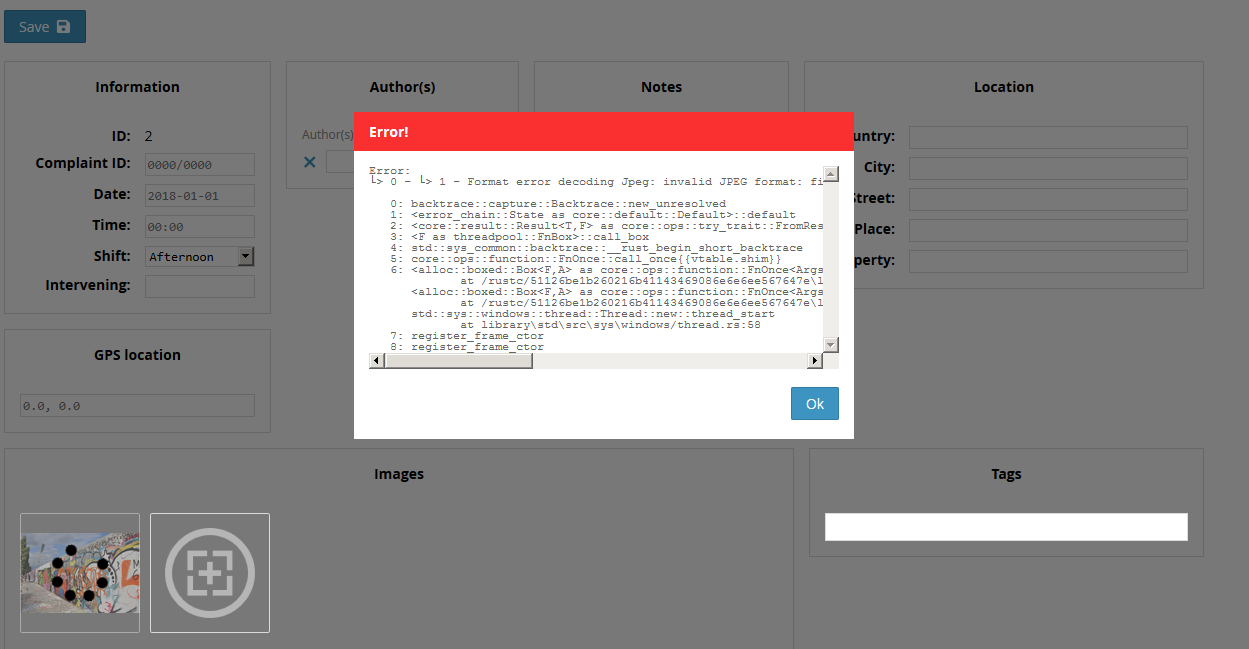 Save
Information
Author(s)
Notes
Location
ID: 2
Complaint ID: 0000/0000
Date: 2018-01-01
Time: 00:00
Shift: Afternoon
Intervening:
Author(s)
untry:
City:
Street:
Place:
perty:
Error!
Error:
└> 0 - └> 1 - Format error decoding Jpeg: invalid JPEG format: fi
0: backtrace::capture::Backtrace::new_unresolved
1: <error_chain::State as core::default::Default>::default
2: <core::result::Result<T,F> as core::ops::try_trait::FromRes
3: <F as threadpool::FnBox>::call_box
4: std::sys_common::backtrace::__rust_begin_short_backtrace
5: core::ops::function::FnOnce::call_once{{vtable.shim}}
6: <alloc::boxed::Box<F,A> as core::ops::function::FnOnce<Args
at /rustc/51126be1b260216b41143469086e6e6ee567647e\l
<alloc::boxed::Box<F,A> as core::ops::function::FnOnce<Args
at /rustc/51126be1b260216b41143469086e6e6ee567647e\l
std::sys::windows::thread::Thread::new::thread_start
at library\std\src\sys\windows/thread.rs:58
7: register_frame_ctor
8: register_frame_ctor
Ok
GPS location
0.0, 0.0
Images
Tags